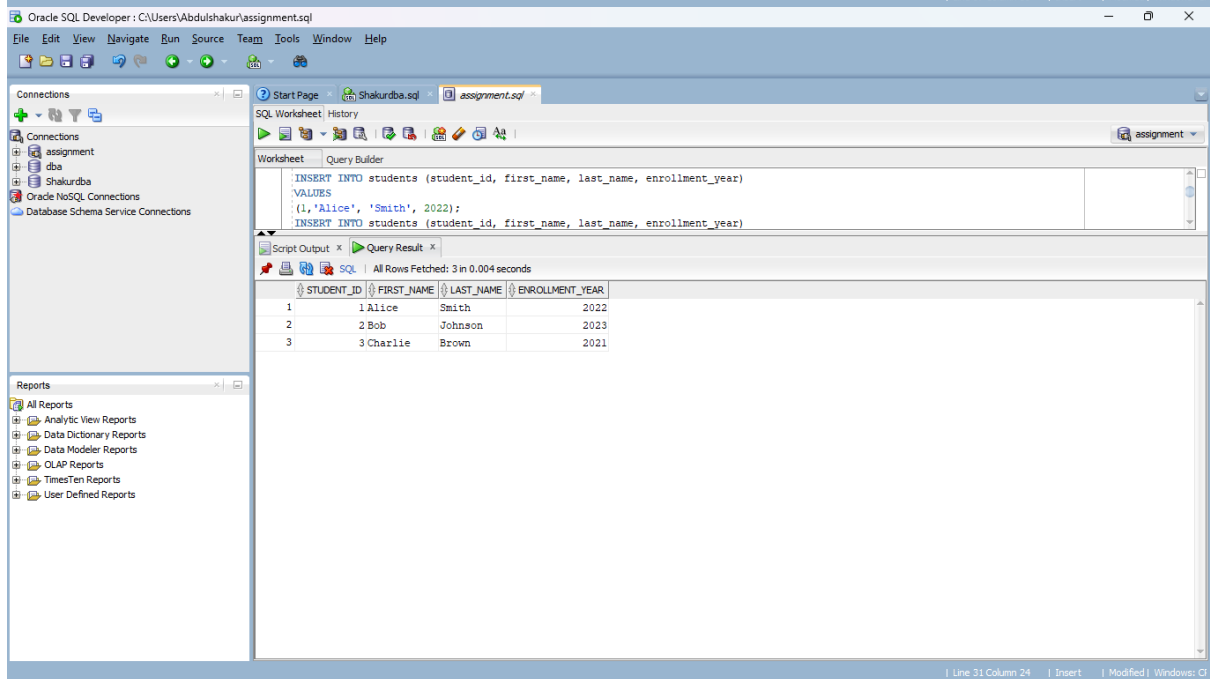 Oracle SQL Developer : C:\Users\Abdulshakur\assignment.sql
File Edit View Navigate Run Source Team Tools Window Help
Connections
Connections
assignment
dba
Shakurdba
Oracle NoSQL Connections
Database Schema Service Connections
Reports
All Reports
Analytic View Reports
Data Dictionary Reports
Data Modeler Reports
OLAP Reports
TimesTen Reports
User Defined Reports
Start Page Shakurdba.sql assignment.sql
SQL Worksheet History
assignment
Worksheet Query Builder
INSERT INTO students (student_id, first_name, last_name, enrollment_year)
VALUES
(1,'Alice', 'Smith', 2022);
INSERT INTO students (student_id, first_name, last_name, enrollment_year)
Script Output Query Result
SQL | All Rows Fetched: 3 in 0.004 seconds
STUDENT_ID FIRST_NAME LAST_NAME ENROLLMENT_YEAR
1 1 Alice Smith 2022
2 2 Bob Johnson 2023
3 3 Charlie Brown 2021
| Line 31 Column 24 | Insert | Modified | Windows: Cl